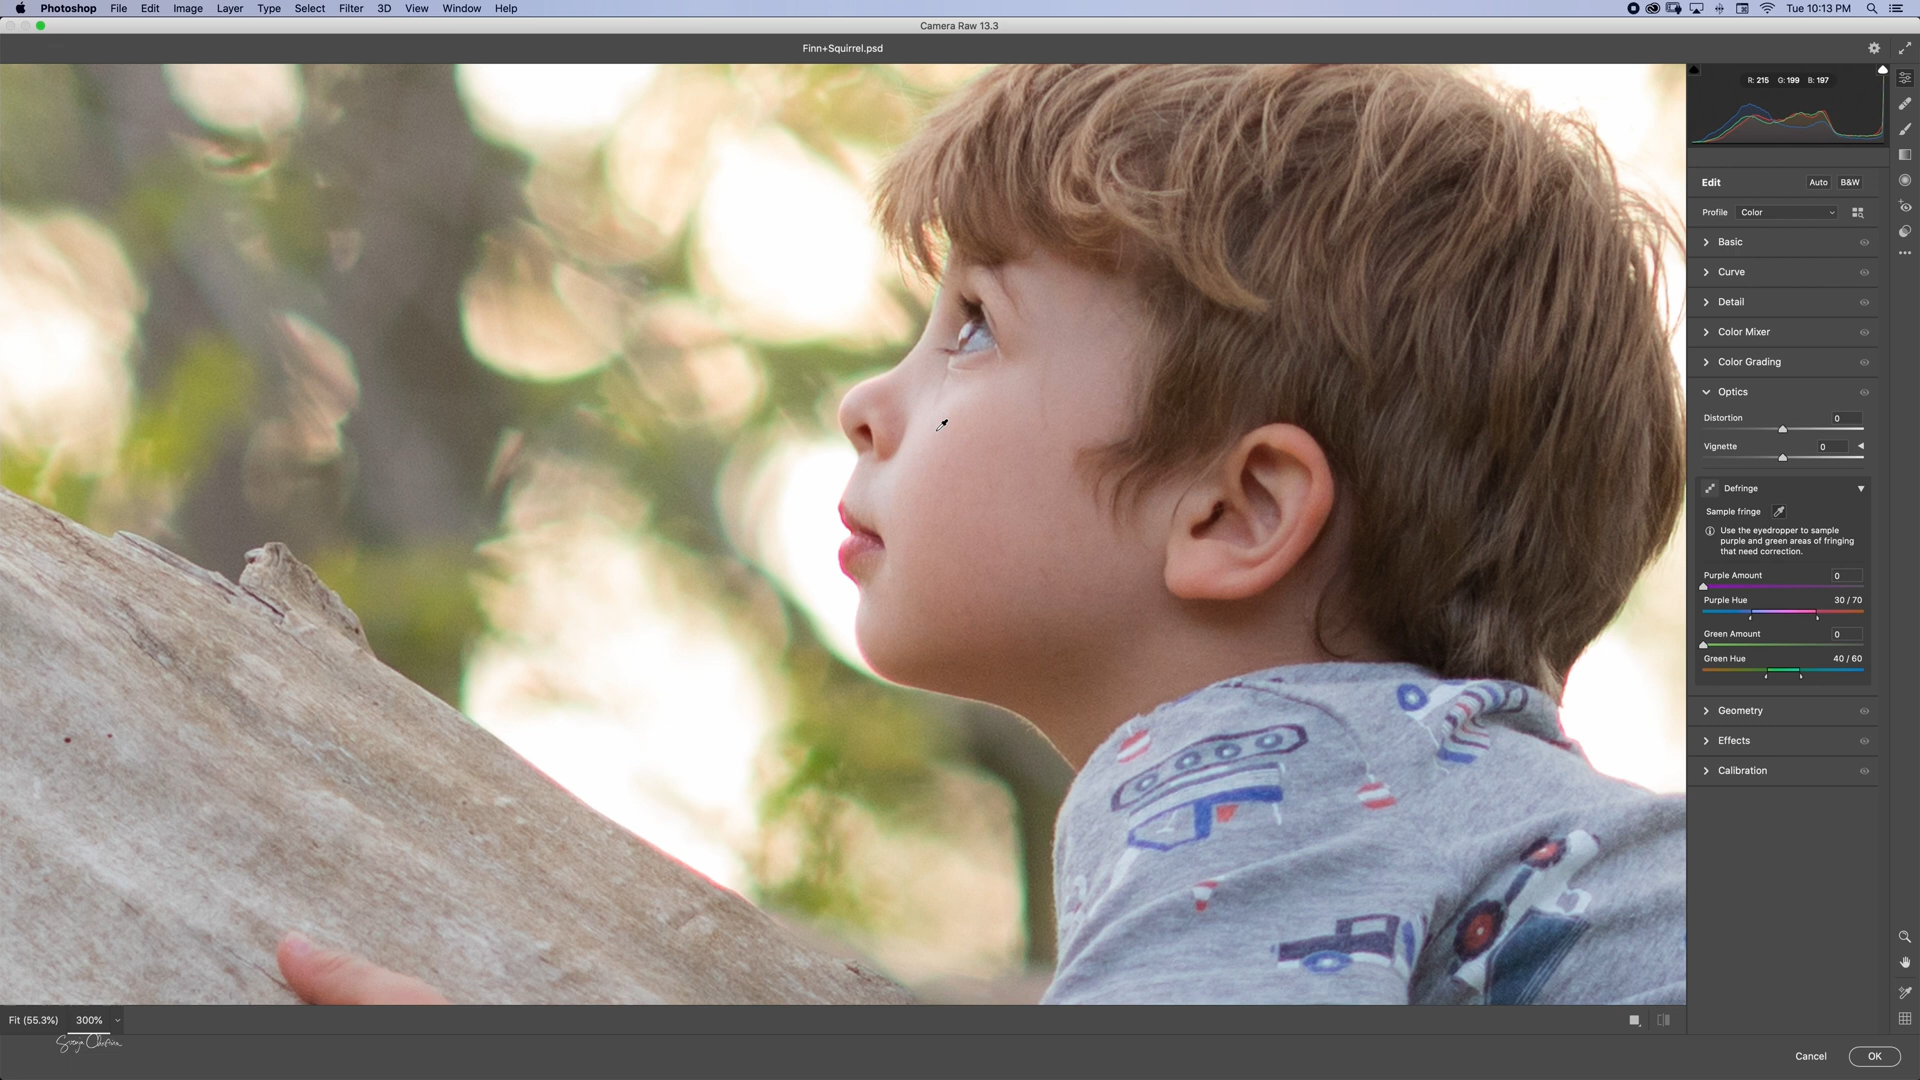 Photoshop File Edit Image Layer Type Select Filter 3D View Window Help Tue 10:13 PM
Camera Raw 13.3
Finn+Squirrel.psd
R: 215 G: 199 B: 197
Edit Auto B&W
Profile Color
Basic
Curve
Detail
Color Mixer
Color Grading
Optics
Distortion 0
Vignette 0
Defringe
Sample fringe
Use the eyedropper to sample
purple and green areas of fringing
that need correction.
Purple Amount 0
Purple Hue 30 / 70
Green Amount 0
Green Hue 40 / 60
Geometry
Effects
Calibration
Fit (55.3%) 300%
Cancel OK